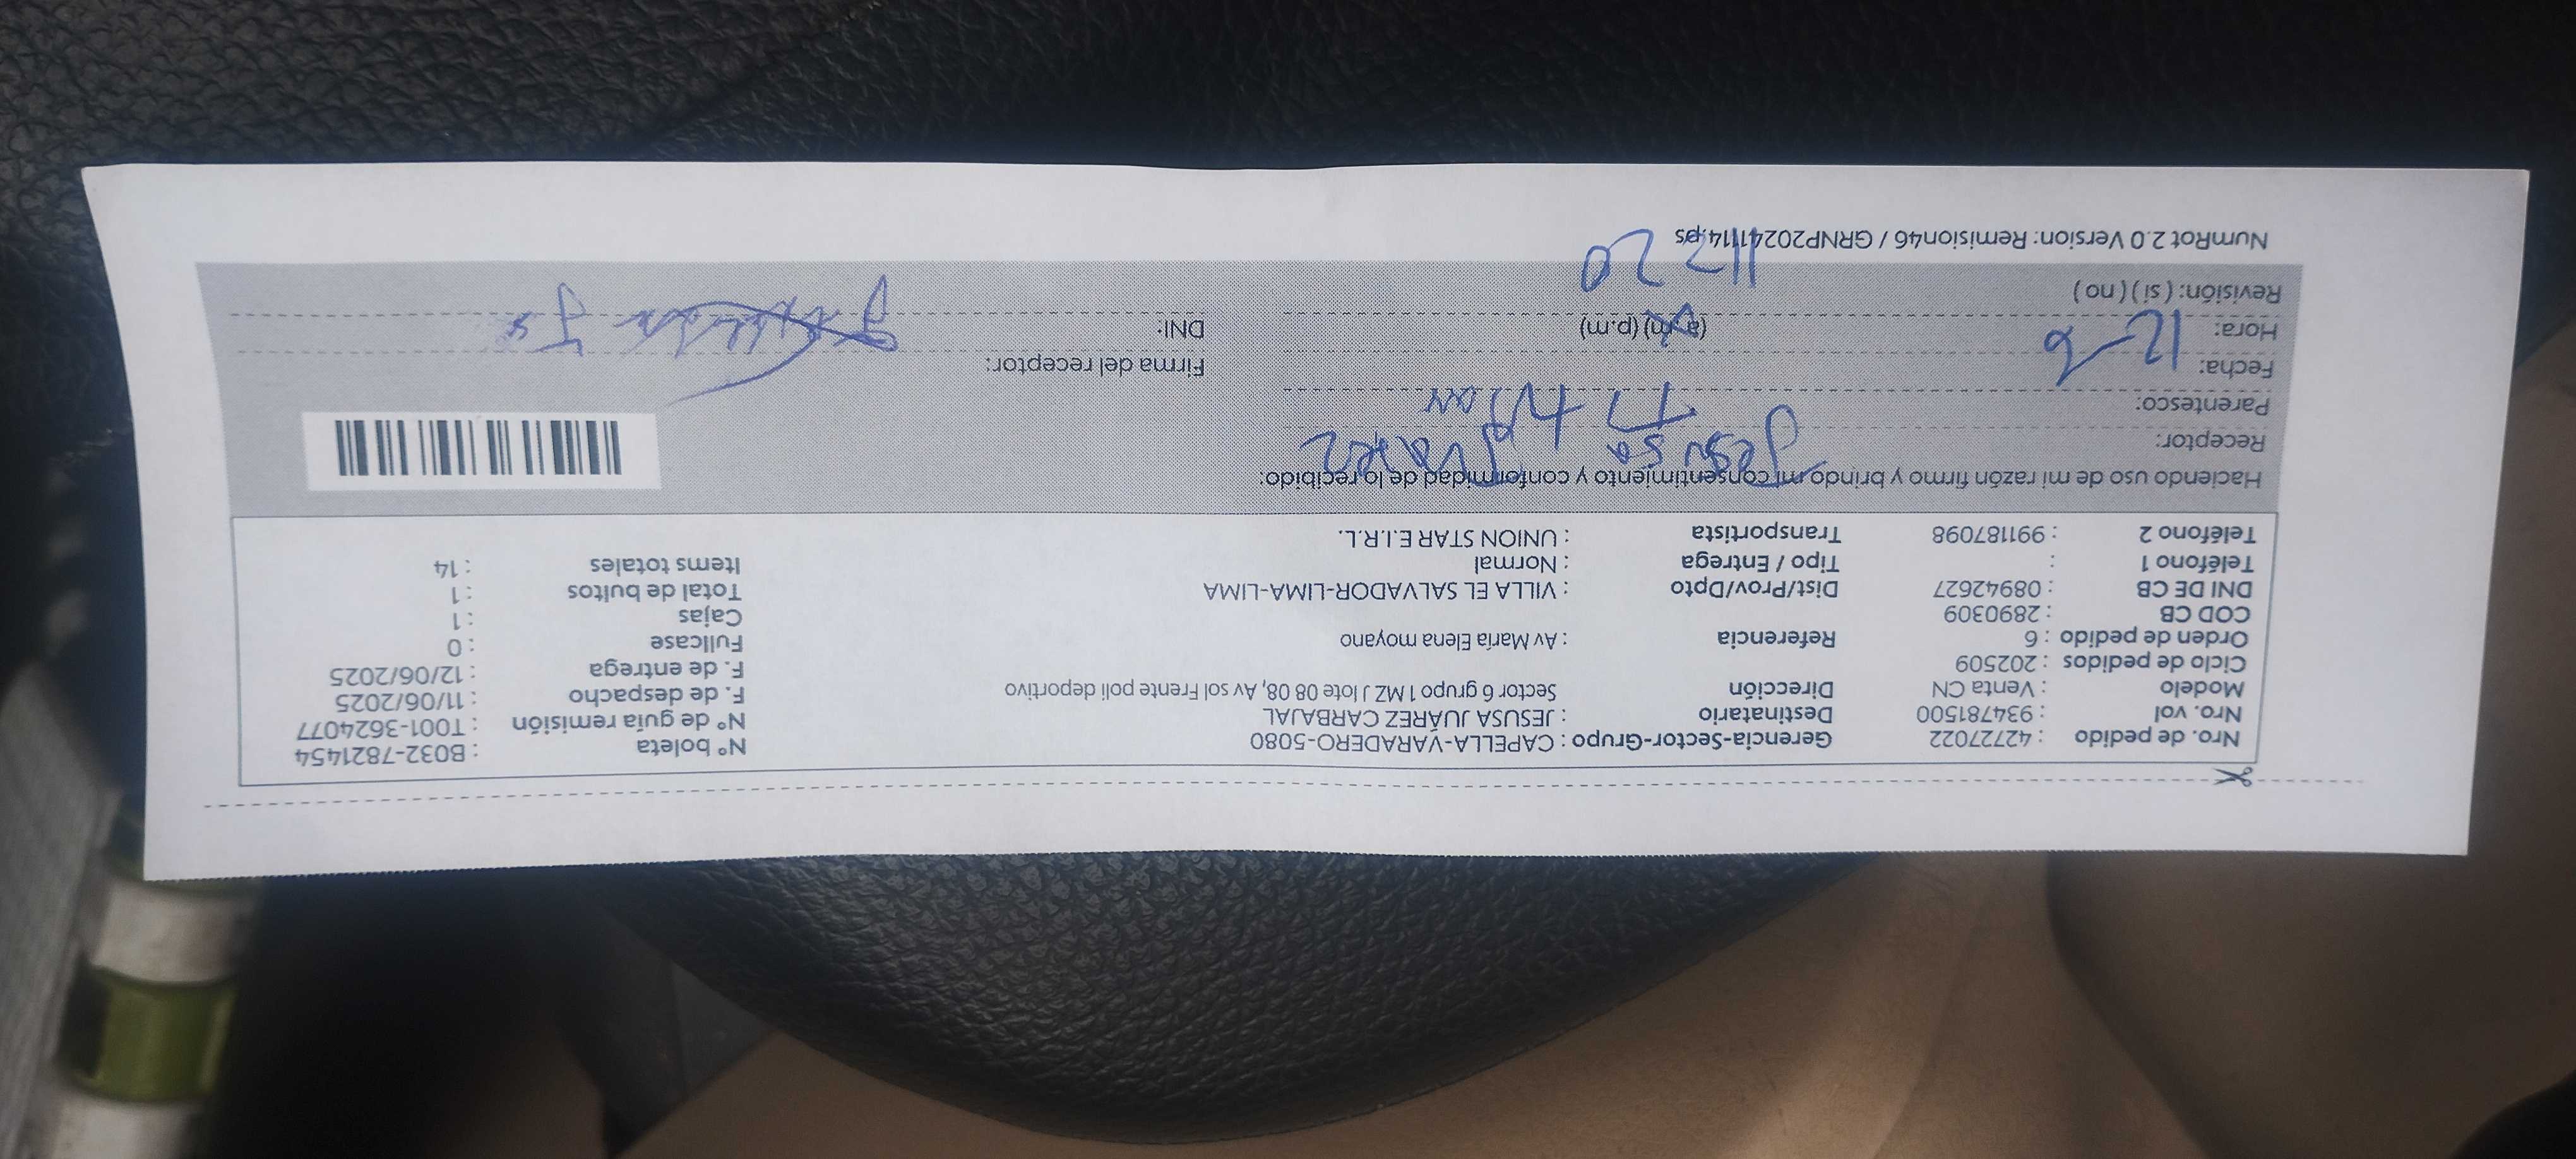 Nro. de pedido : 42727022 Gerencia-Sector-Grupo : CAPELLA-VARADERO-5080 N° boleta : B032-7821454
Nro. vol : 934781500 Destinatario : JESUSA JUÁREZ CARBAJAL N° de guía remisión : T001-3624077
Modelo : Venta CN Dirección Sector 6 grupo 1 MZ J lote 08 08, Av sol Frente poli deportivo F. de despacho : 11/06/2025
Ciclo de pedidos : 202509 F. de entrega : 12/06/2025
Orden de pedido : 6 Referencia : Av María Elena moyano Fullcase : 0
COD CB : 2890309 Cajas : 1
DNI DE CB : 08942627 Dist/Prov/Dpto : VILLA EL SALVADOR-LIMA-LIMA Total de bultos : 1
Teléfono 1 : Tipo / Entrega : Normal Items totales : 14
Teléfono 2 : 991187098 Transportista : UNION STAR E.I.R.L.
Haciendo uso de mi razón firmo y brindo mi consentimiento y conformidad de lo recibido:
Receptor: Jesusa Juarez
Parentesco: Titular
Fecha: 12-6 Firma del receptor:
Hora: (a.m) (p.m) DNI:
Revisión: (si) (no) 11220
NumRot 2.0 Version: Remision46 / GRNP20241114.ps